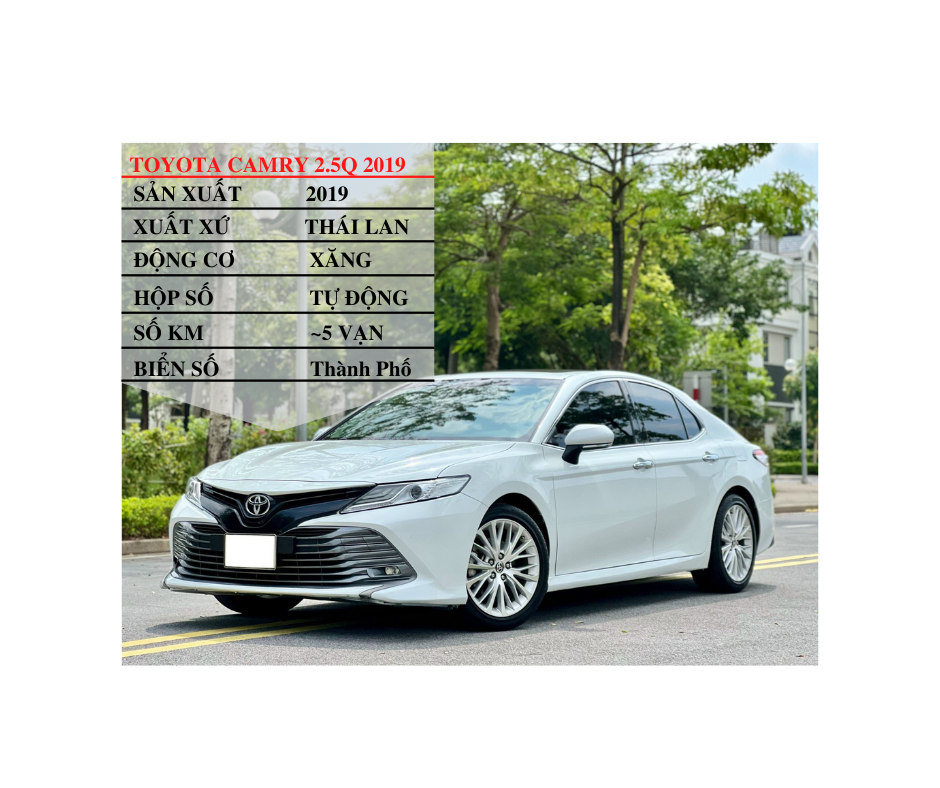 TOYOTA CAMRY 2.5Q 2019
SẢN XUẤT 2019
XUẤT XỨ THÁI LAN
ĐỘNG CƠ XĂNG
HỘP SỐ TỰ ĐỘNG
SỐ KM ~5 VẠN
BIỂN SỐ Thành Phố